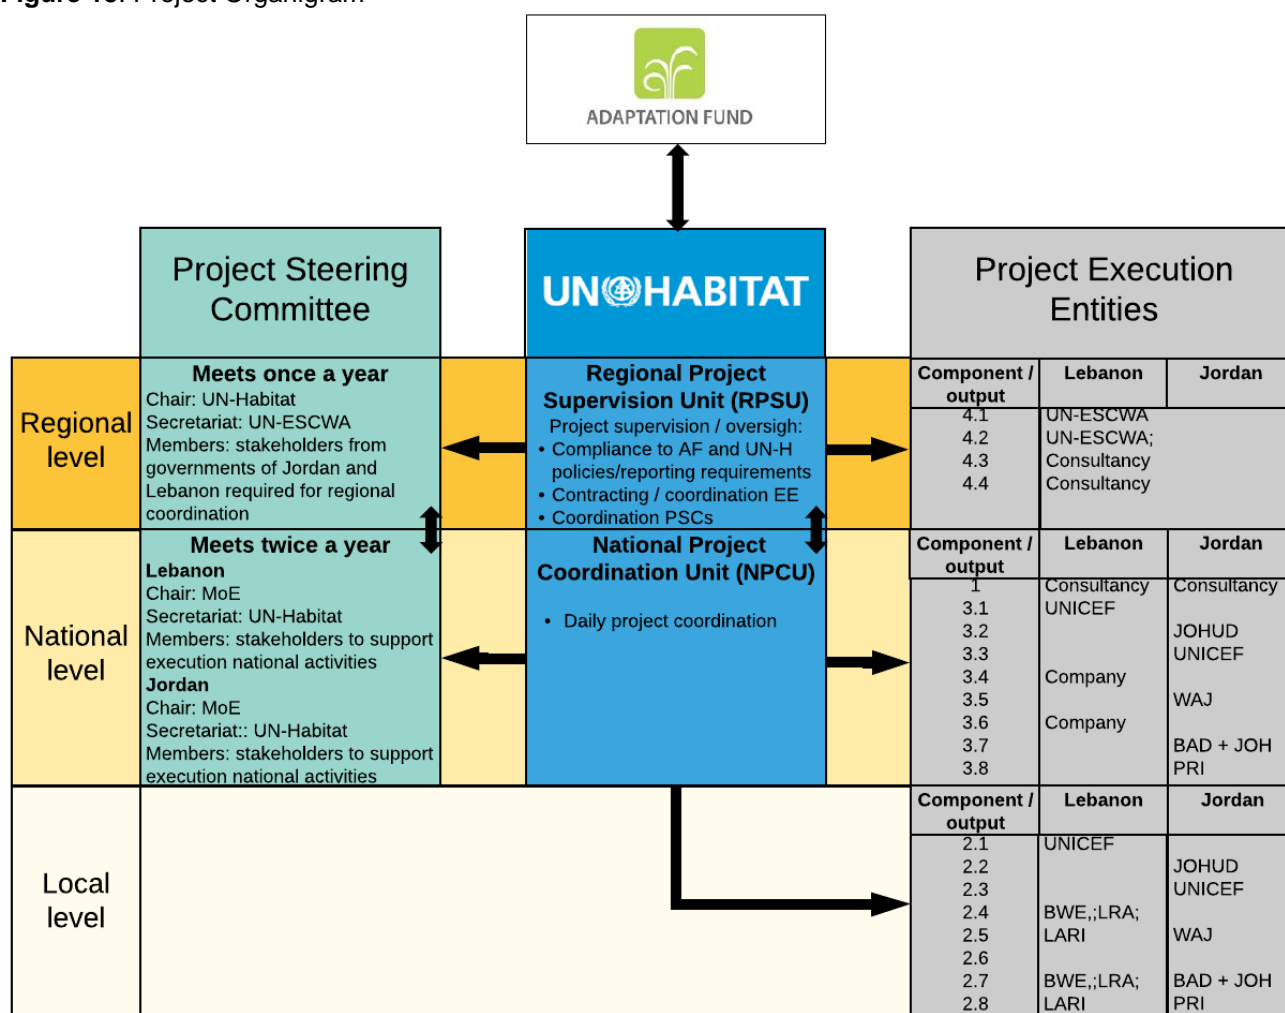 Figure Project Organigram
ADAPTATION FUND
Project Steering
Committee
UN HABITAT
Project Execution
Entities
Regional
level
Meets once a year
Chair: UN-Habitat
Secretariat: UN-ESCWA
Members: stakeholders from
governments of Jordan and
Lebanon required for regional
coordination
Regional Project
Supervision Unit (RPSU)
Project supervision / oversigh:
• Compliance to AF and UN-H
policies/reporting requirements
• Contracting / coordination EE
• Coordination PSCs
Component / Lebanon Jordan
output
4.1 UN-ESCWA
4.2 UN-ESCWA;
4.3 Consultancy
4.4 Consultancy
National
level
Meets twice a year
Lebanon
Chair: MoE
Secretariat: UN-Habitat
Members: stakeholders to support
execution national activities
Jordan
Chair: MoE
Secretariat:: UN-Habitat
Members: stakeholders to support
execution national activities
National Project
Coordination Unit (NPCU)
• Daily project coordination
Component / Lebanon Jordan
output
1 Consultancy Consultancy
3.1 UNICEF
3.2 JOHUD
3.3 UNICEF
3.4 Company
3.5 WAJ
3.6 Company
3.7 BAD + JOH
3.8 PRI
Local
level
Component / Lebanon Jordan
output
2.1 UNICEF
2.2 JOHUD
2.3 UNICEF
2.4 BWE,;LRA;
2.5 LARI WAJ
2.6
2.7 BWE,;LRA; BAD + JOH
2.8 LARI PRI